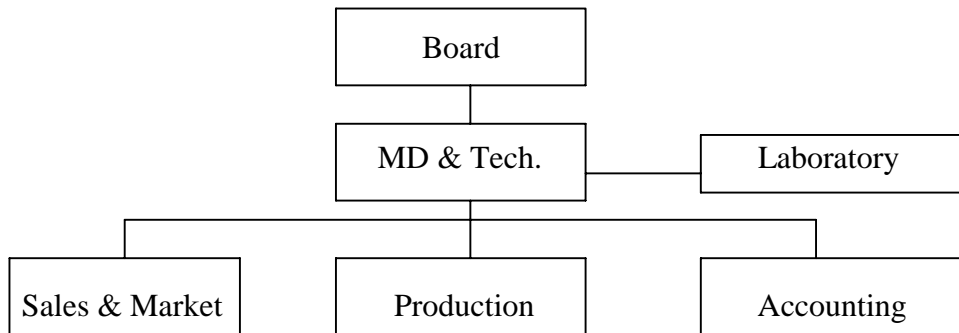 Board
MD & Tech.
Laboratory
Sales & Market
Production
Accounting